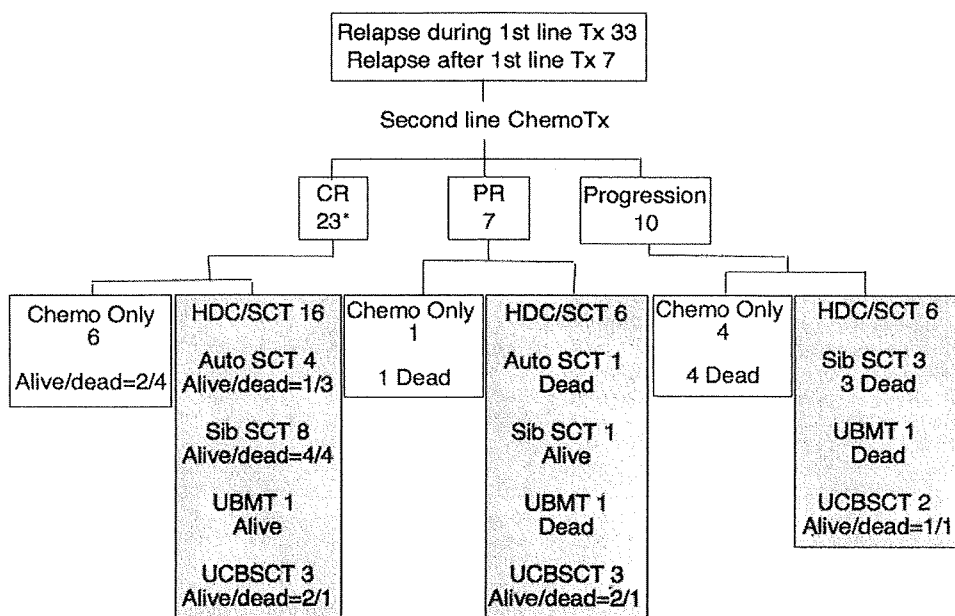 Relapse during 1st line Tx 33
Relapse after 1st line Tx 7
Second line ChemoTx
CR
23*
PR
7
Progression
10
Chemo Only
6
Alive/dead=2/4
HDC/SCT 16
Auto SCT 4
Alive/dead=1/3
Sib SCT 8
Alive/dead=4/4
UBMT 1
Alive
UCBSCT 3
Alive/dead=2/1
Chemo Only
1
1 Dead
HDC/SCT 6
Auto SCT 1
Dead
Sib SCT 1
Alive
UBMT 1
Dead
UCBSCT 3
Alive/dead=2/1
Chemo Only
4
4 Dead
HDC/SCT 6
Sib SCT 3
3 Dead
UBMT 1
Dead
UCBSCT 2
Alive/dead=1/1